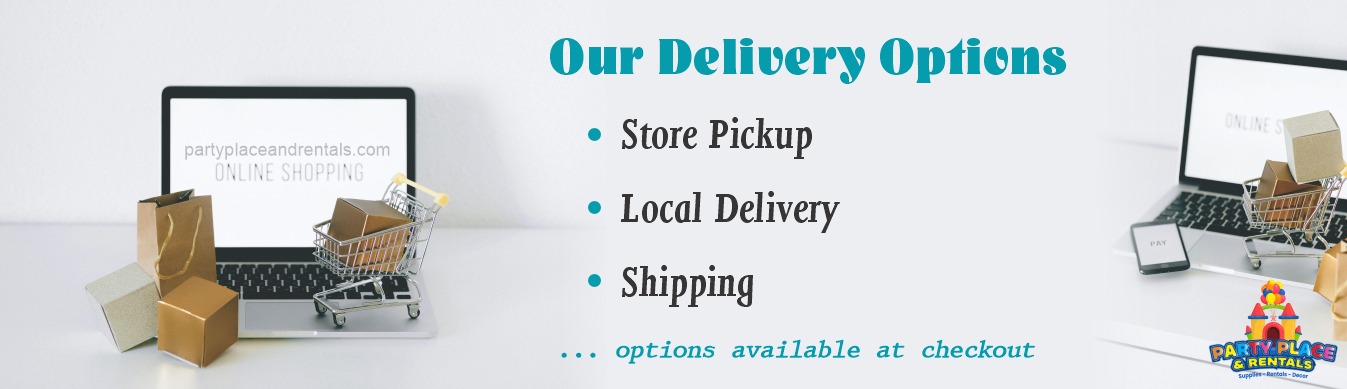 Our Delivery Options
partyplaceandrentals.com
ONLINE SHOPPING
• Store Pickup
• Local Delivery
• Shipping
... options available at checkout
ONLINE S
PAY
PARTY PLACE
& RENTALS
Supplies - Rentals - Decor